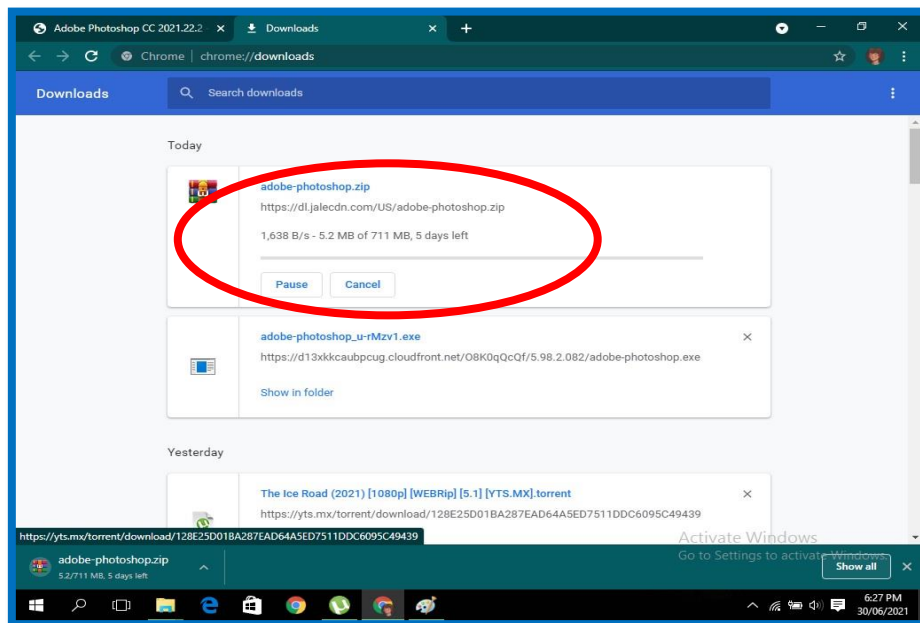 Adobe Photoshop CC 2021.22.2
Downloads
Chrome | chrome://downloads
Downloads
Search downloads
Today
adobe-photoshop.zip
https://dl.jalecdn.com/US/adobe-photoshop.zip
1,638 B/s - 5.2 MB of 711 MB, 5 days left
Pause Cancel
adobe-photoshop_u-rMzv1.exe
https://d13xkkcaubpcug.cloudfront.net/O8K0qQcQf/5.98.2.082/adobe-photoshop.exe
Show in folder
Yesterday
The Ice Road (2021) [1080p] [WEBRip] [5.1] [YTS.MX].torrent
https://yts.mx/torrent/download/128E25D01BA287EAD64A5ED7511DDC6095C49439
https://yts.mx/torrent/download/128E25D01BA287EAD64A5ED7511DDC6095C49439
Activate Windows
Go to Settings to activate Windows.
adobe-photoshop.zip
5.2/711 MB, 5 days left
Show all
6:27 PM
30/06/2021